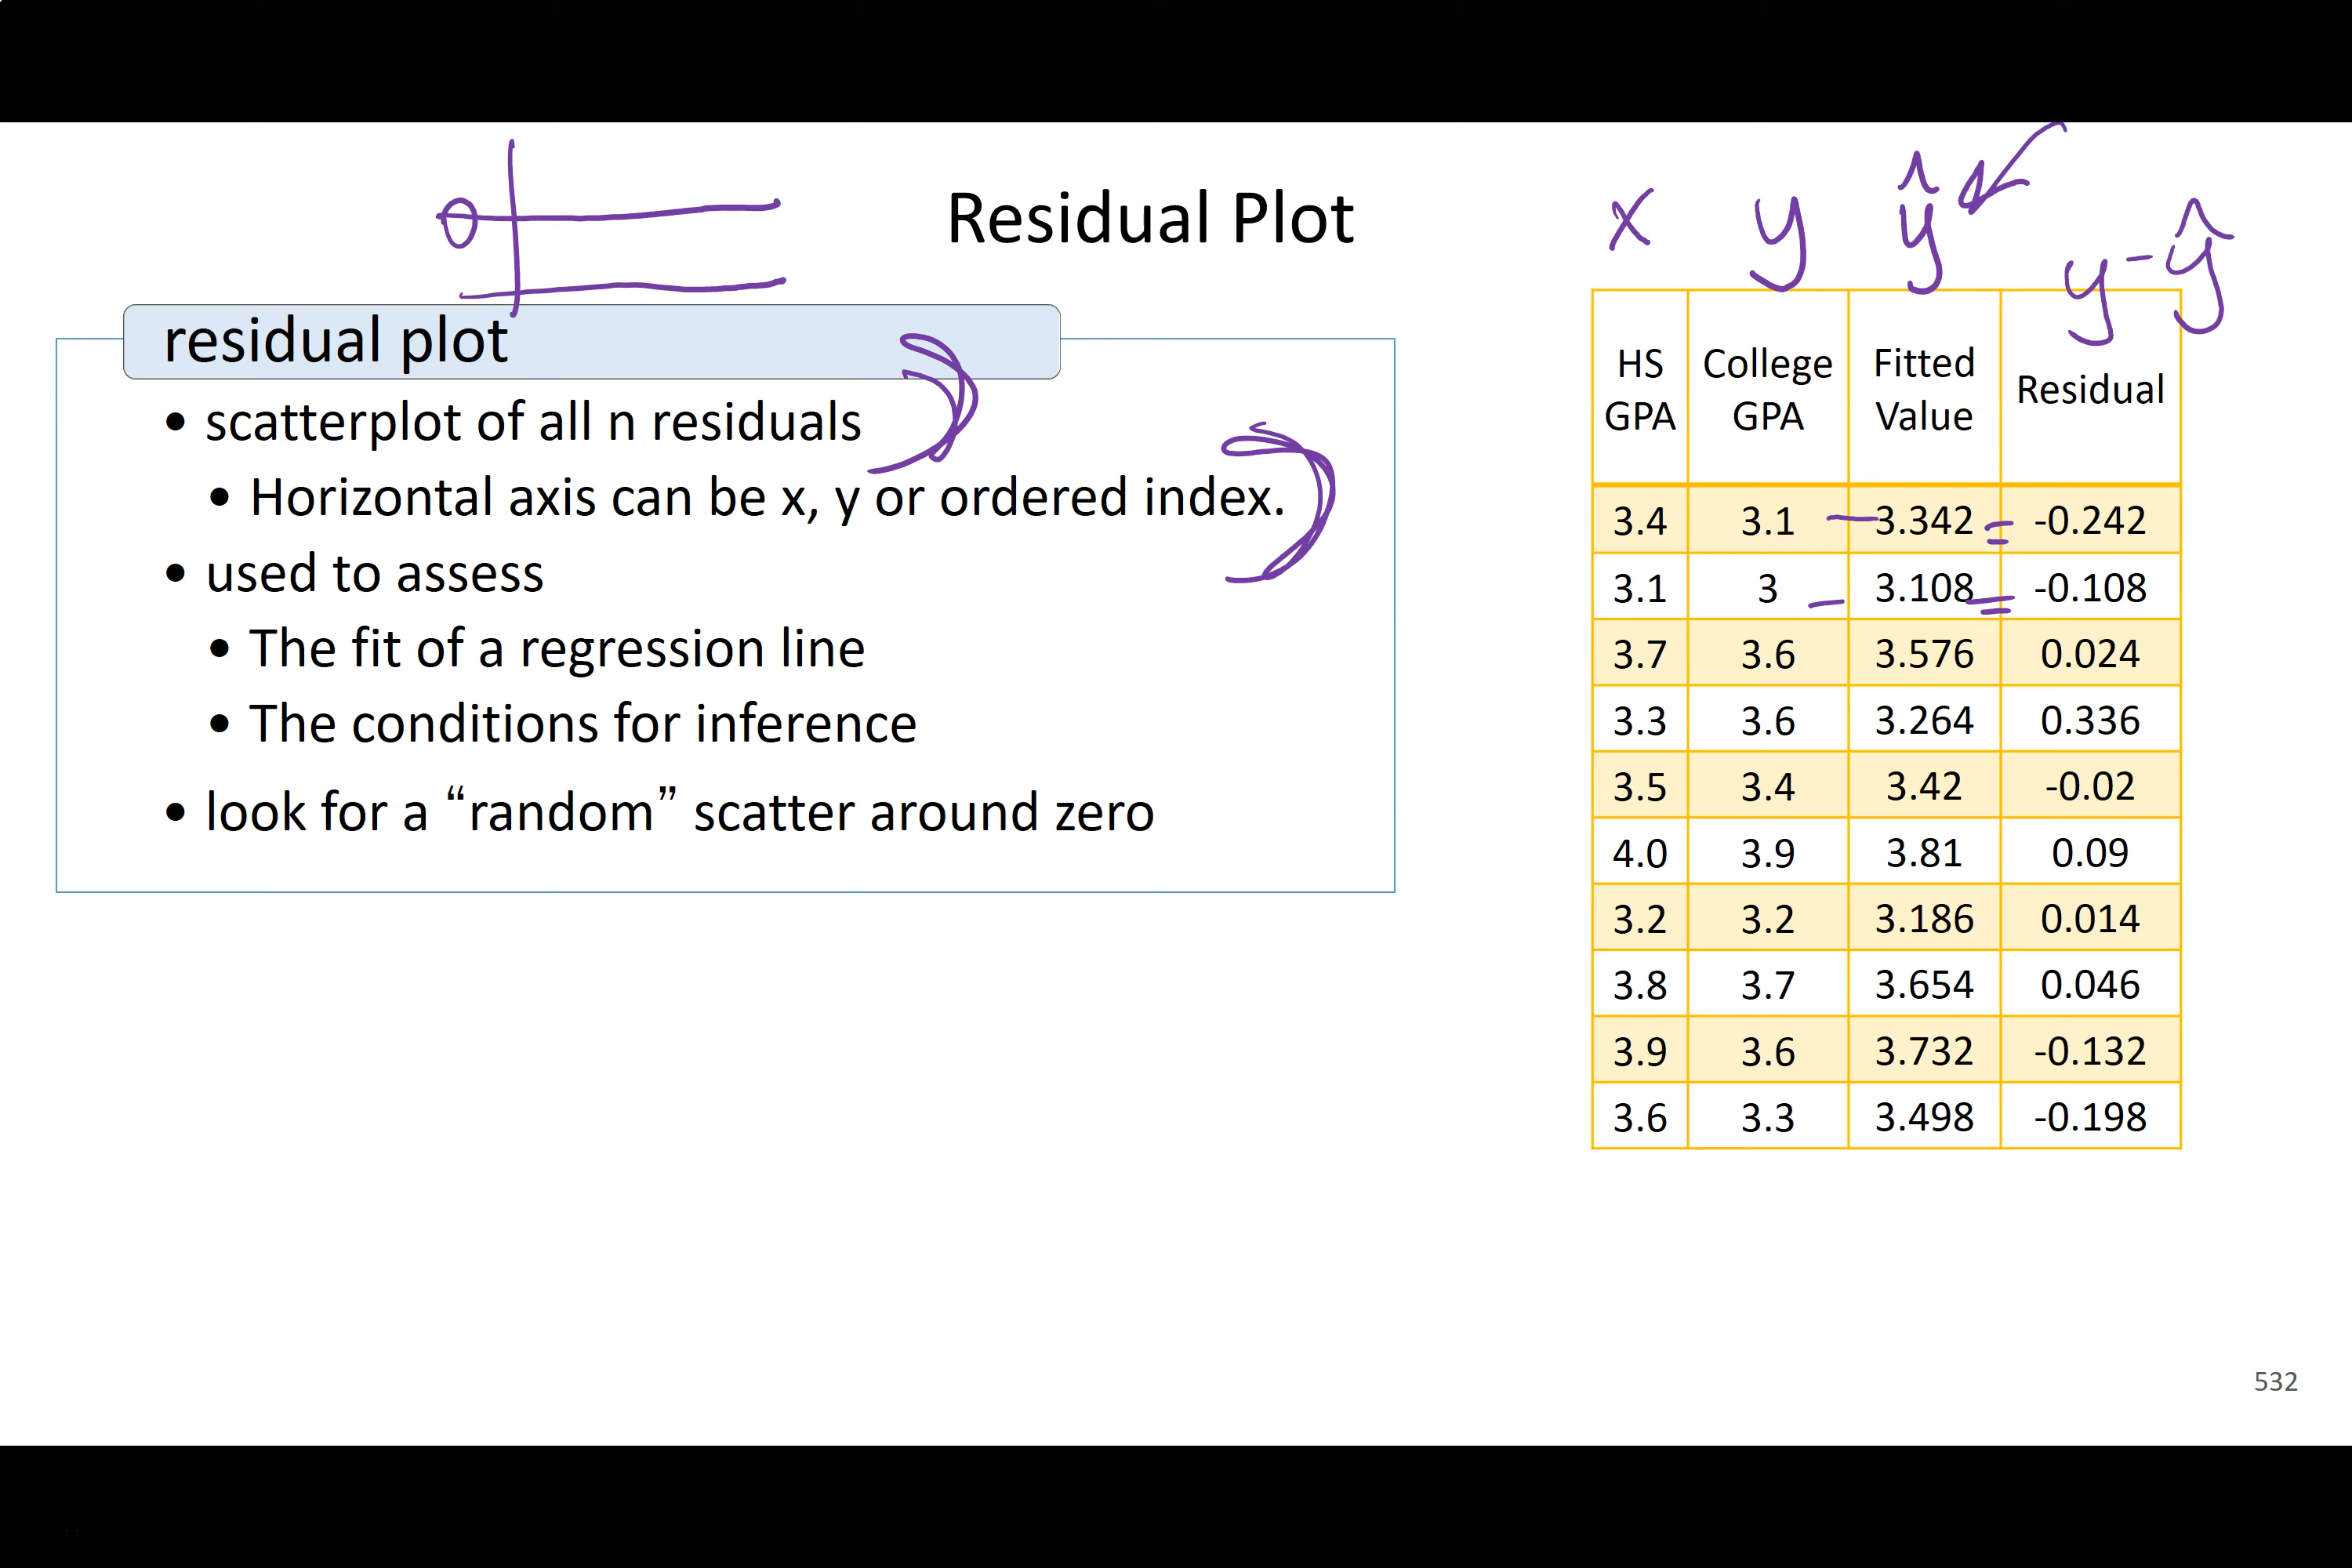 Residual Plot
x y ŷ y - ŷ
0
residual plot
• scatterplot of all n residuals
• Horizontal axis can be x, y or ordered index.
• used to assess
• The fit of a regression line
• The conditions for inference
• look for a “random” scatter around zero
HS GPA College GPA Fitted Value Residual
3.4 3.1 - 3.342 = -0.242
3.1 3 - 3.108 = -0.108
3.7 3.6 3.576 0.024
3.3 3.6 3.264 0.336
3.5 3.4 3.42 -0.02
4.0 3.9 3.81 0.09
3.2 3.2 3.186 0.014
3.8 3.7 3.654 0.046
3.9 3.6 3.732 -0.132
3.6 3.3 3.498 -0.198
532